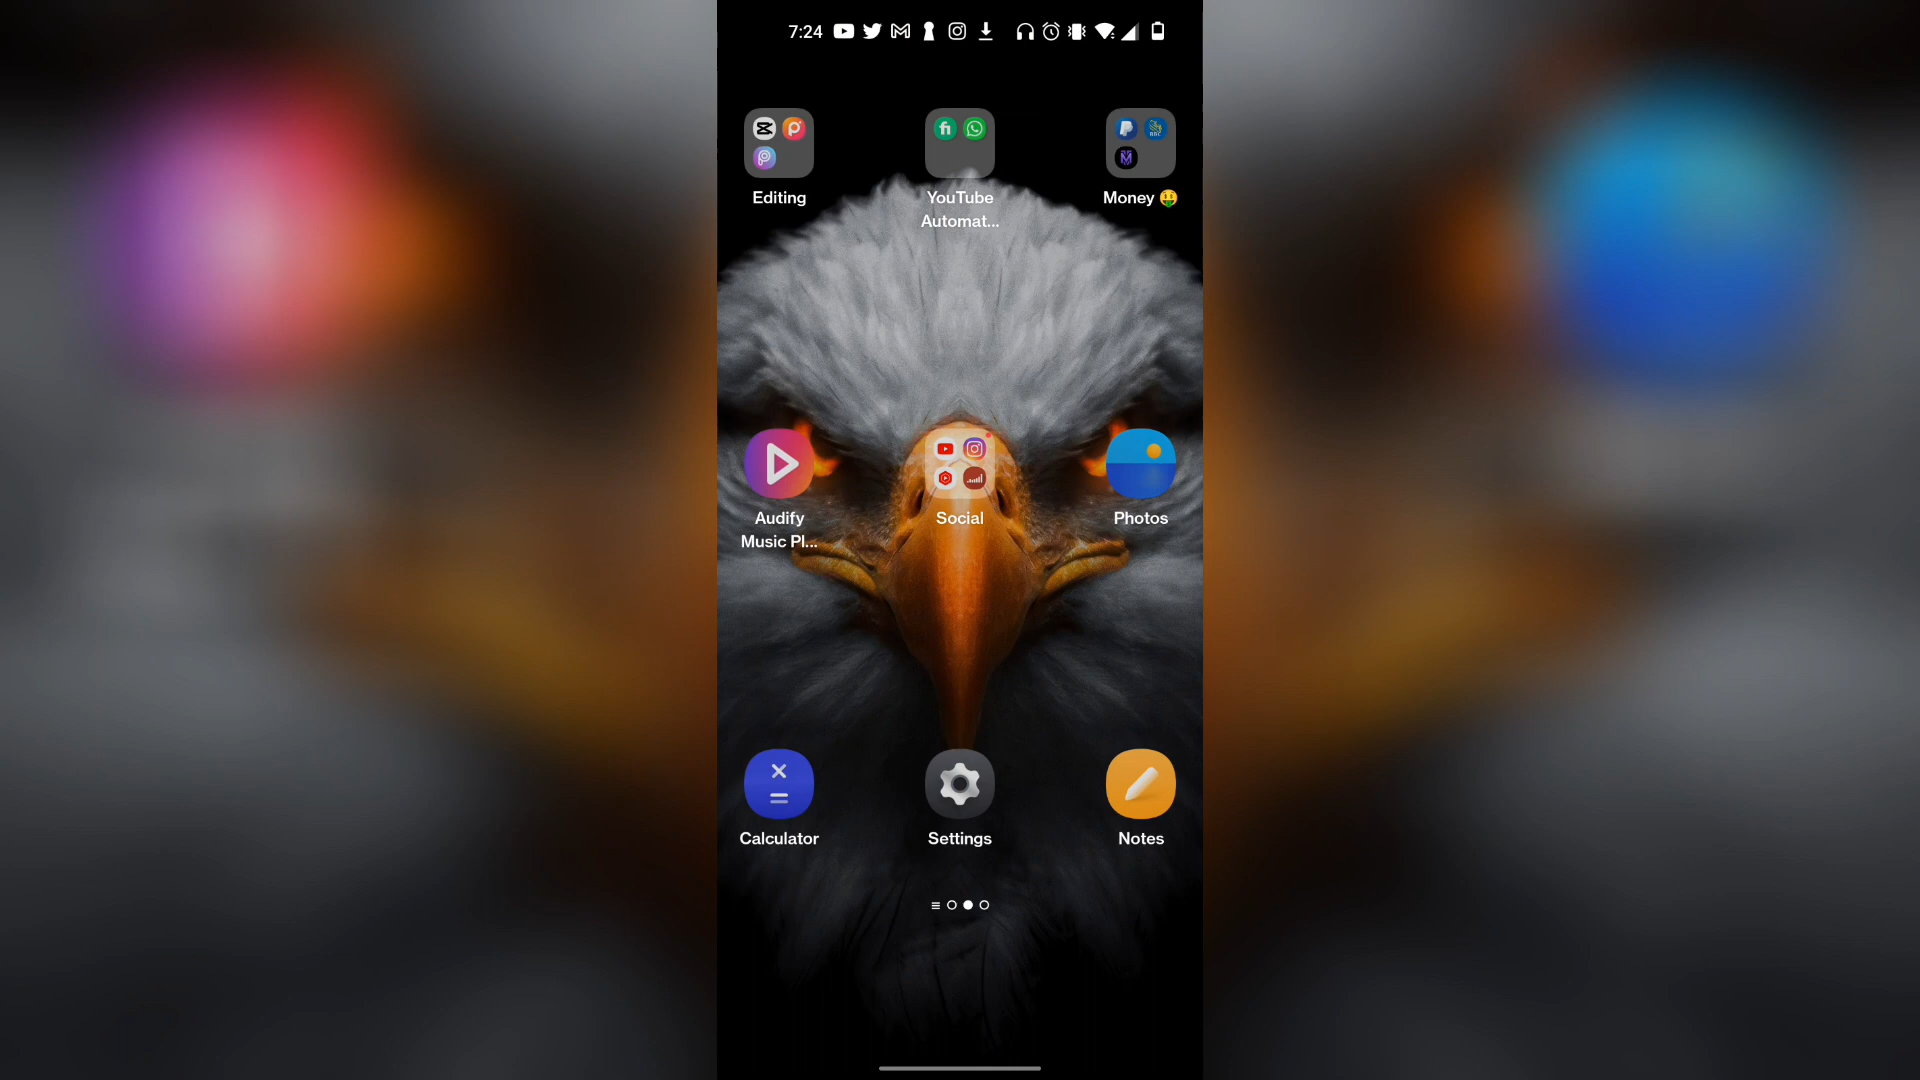 7:24
Editing
YouTube
Automat...
Money 🤑
Audify
Music Pl...
Social
Photos
Calculator
Settings
Notes